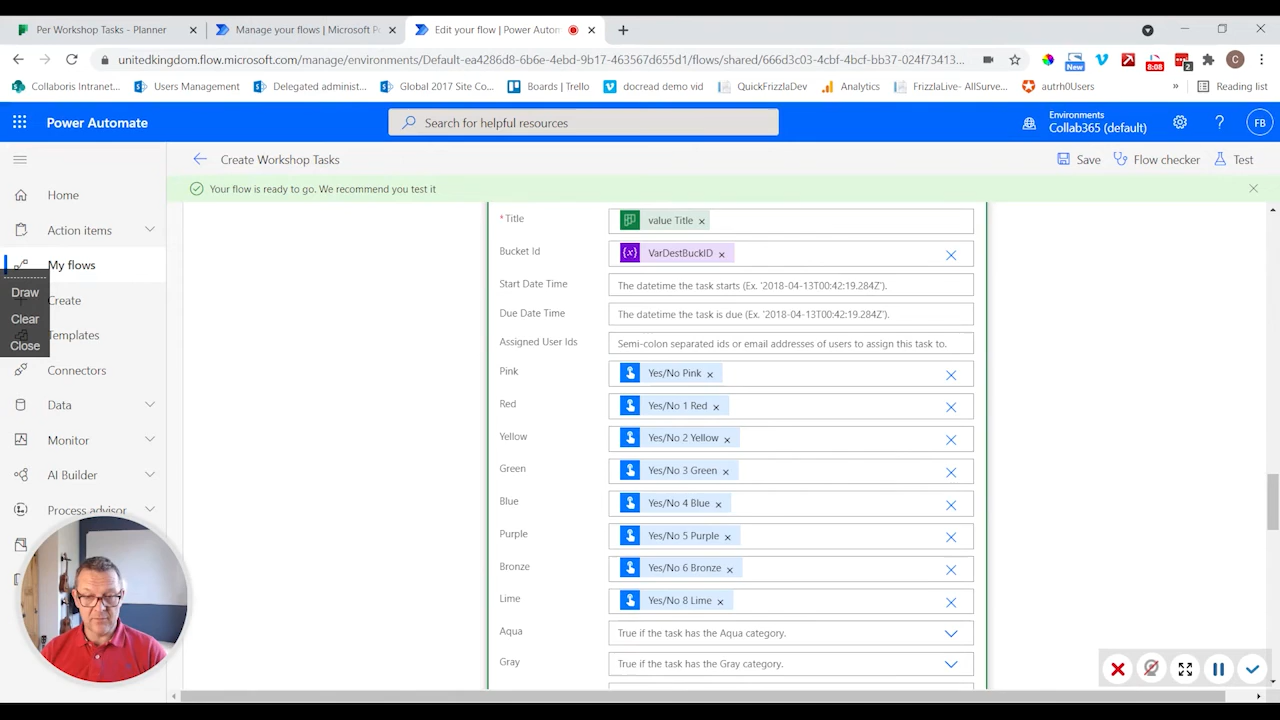 Per Workshop Tasks - Planner
Manage your flows | Microsoft Po
Edit your flow | Power Autom
unitedkingdom.flow.microsoft.com/manage/environments/Default-ea4686d8-6b6e-4ebd-9b17-463567d655d1/flows/shared/666d3cf2-4cbf-4bcf-bb27-024f73413...
New
8:08
2
C
Collaboris Intranet...
Users Management
Delegated administ...
Global 2017 Site Co...
Boards | Trello
docread demo vid
QuickFrizzlaDev
Analytics
FrizzlaLive- AllSurve...
autrh0Users
»
Reading list
Power Automate
Search for helpful resources
Environments
Collab365 (default)
?
FB
Create Workshop Tasks
Save
Flow checker
Test
Your flow is ready to go. We recommend you test it
Home
Action items
My flows
Create
Templates
Connectors
Data
Monitor
AI Builder
Process advisor
Draw
Clear
Close
* Title
value Title
Bucket Id
{x}
VarDestBuckID
Start Date Time
The datetime the task starts (Ex. '2018-04-13T00:42:19.284Z').
Due Date Time
The datetime the task is due (Ex. '2018-04-13T00:42:19.284Z').
Assigned User Ids
Semi-colon separated ids or email addresses of users to assign this task to.
Pink
Yes/No Pink
Red
Yes/No 1 Red
Yellow
Yes/No 2 Yellow
Green
Yes/No 3 Green
Blue
Yes/No 4 Blue
Purple
Yes/No 5 Purple
Bronze
Yes/No 6 Bronze
Lime
Yes/No 8 Lime
Aqua
True if the task has the Aqua category.
Gray
True if the task has the Gray category.